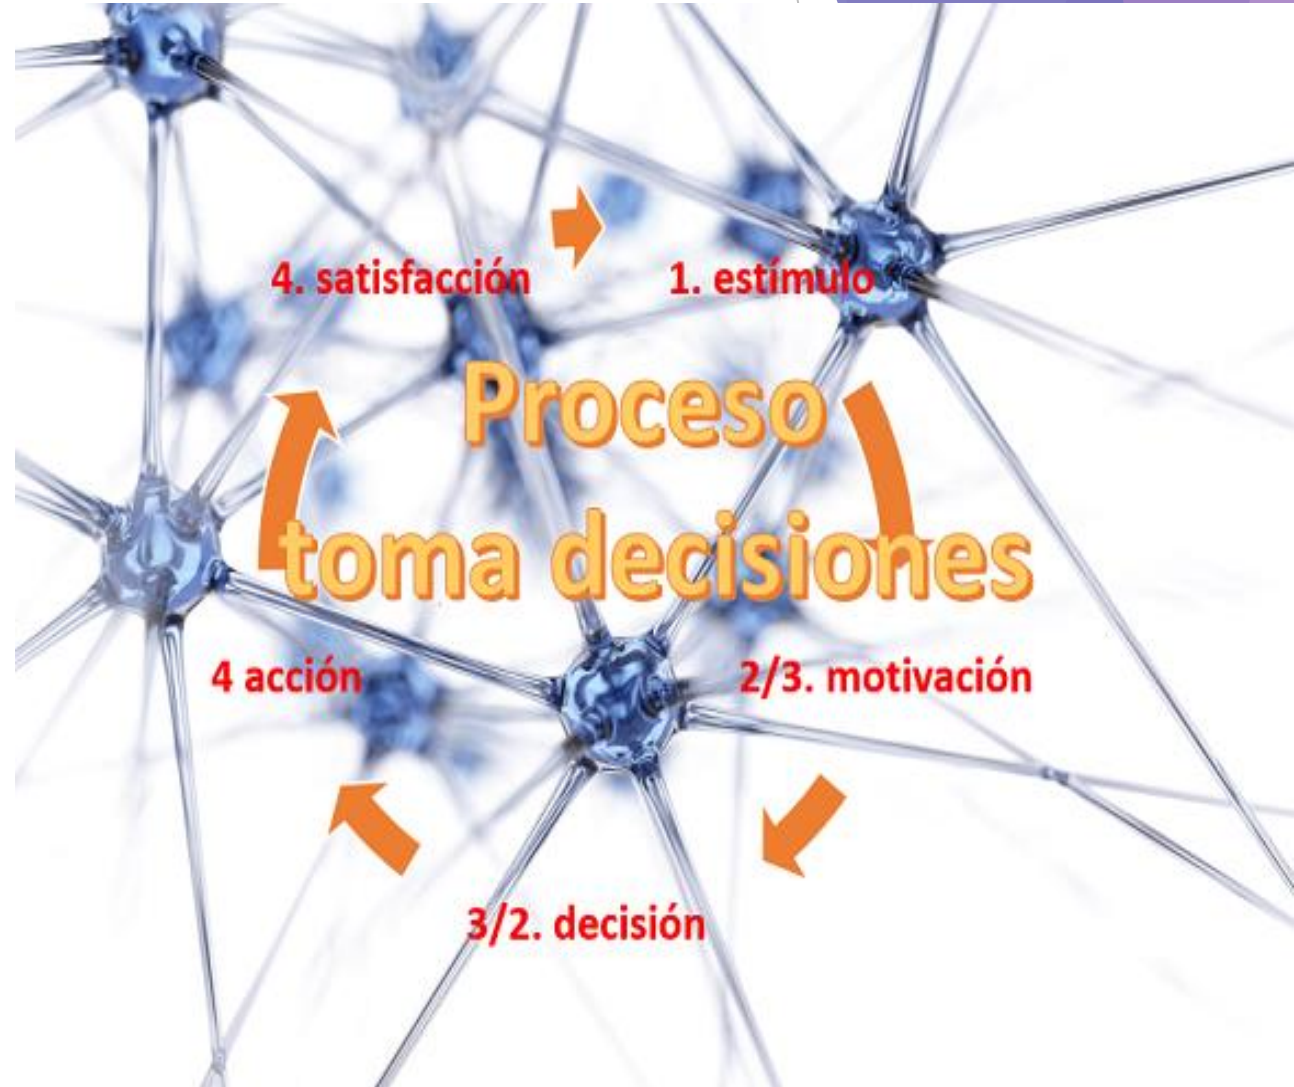 4. satisfacción
1. estímulo
Proceso
toma decisiones
4 acción
2/3. motivación
3/2. decisión